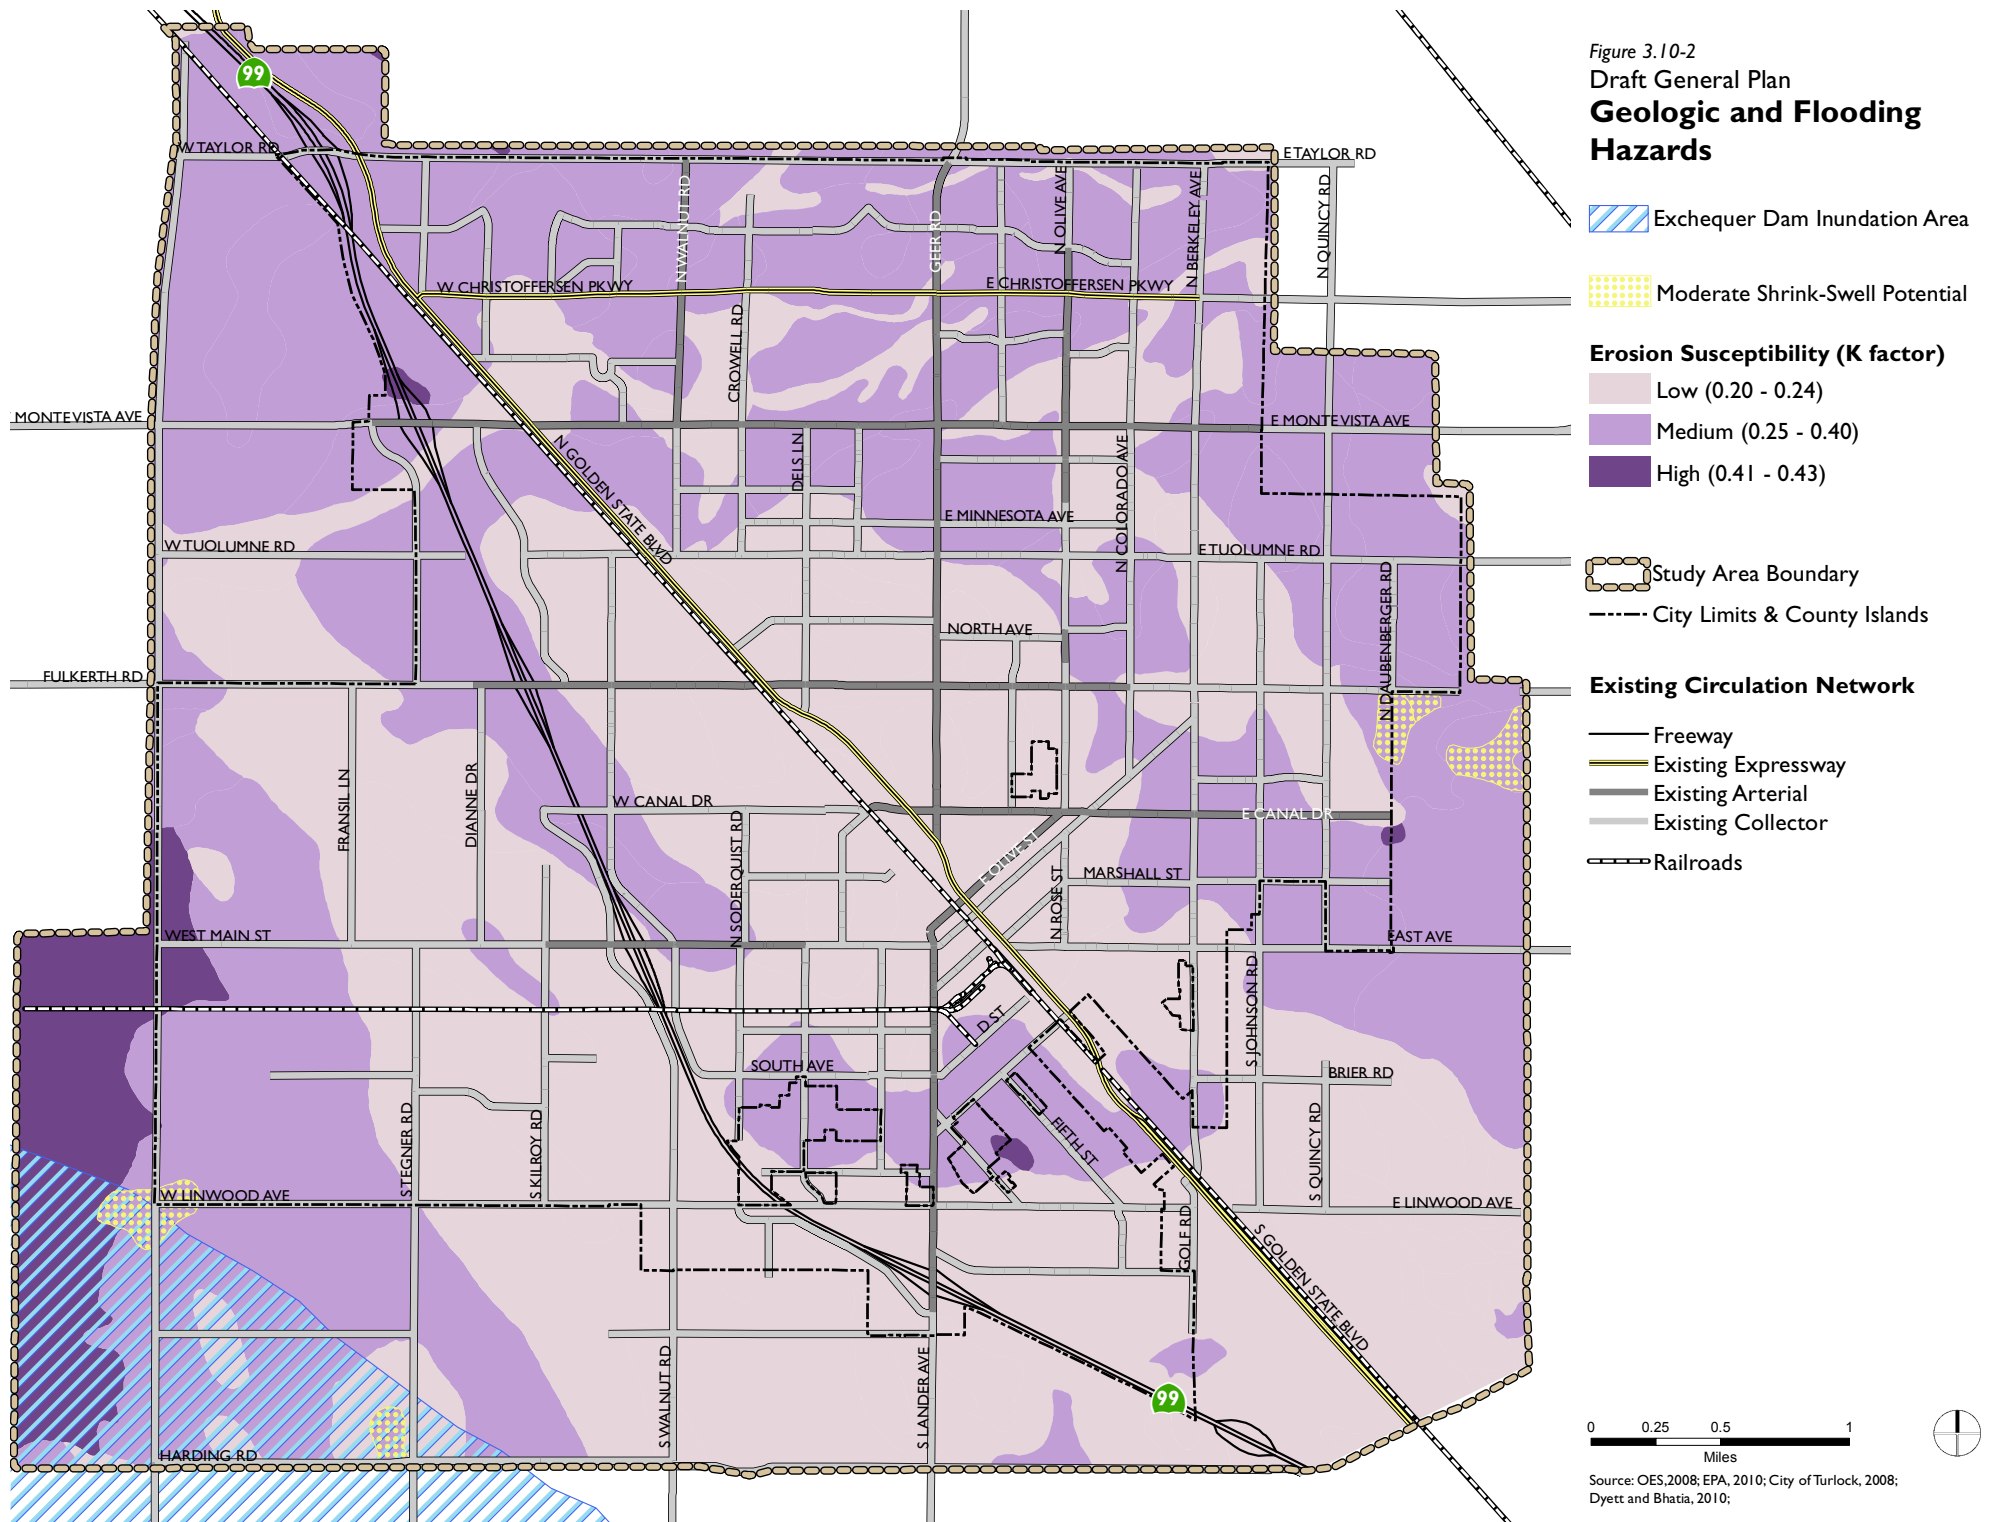 Figure 3.10-2
Draft General Plan
Geologic and Flooding
Hazards
Exchequer Dam Inundation Area
Moderate Shrink-Swell Potential
Erosion Susceptibility (K factor)
Low (0.20 - 0.24)
Medium (0.25 - 0.40)
High (0.41 - 0.43)
Study Area Boundary
City Limits & County Islands
Existing Circulation Network
Freeway
Existing Expressway
Existing Arterial
Existing Collector
Railroads
0 0.25 0.5 1
Miles
Source: OES,2008; EPA, 2010; City of Turlock, 2008;
Dyett and Bhatia, 2010;
99
W TAYLOR RD
E TAYLOR RD
N WALNUT RD
GEER RD
N OLIVE AVE
N BERKELEY AVE
N QUINCY RD
W CHRISTOFFERSEN PKWY
E CHRISTOFFERSEN PKWY
CROWELL RD
MONTE VISTA AVE
E MONTE VISTA AVE
N GOLDEN STATE BLVD
DELS LN
N COLORADO AVE
E MINNESOTA AVE
W TUOLUMNE RD
E TUOLUMNE RD
N DAUBENBERGER RD
NORTH AVE
FULKERTH RD
FRANSIL LN
DIANNE DR
W CANAL DR
E CANAL DR
N SODERQUIST RD
E OLIVE ST
N ROSE ST
MARSHALL ST
WEST MAIN ST
EAST AVE
D ST
S JOHNSON RD
SOUTH AVE
BRIER RD
S TEGNER RD
S KILROY RD
FIFTH ST
S QUINCY RD
W LINWOOD AVE
E LINWOOD AVE
GOLF RD
S GOLDEN STATE BLVD
S WALNUT RD
S LANDER AVE
99
HARDING RD